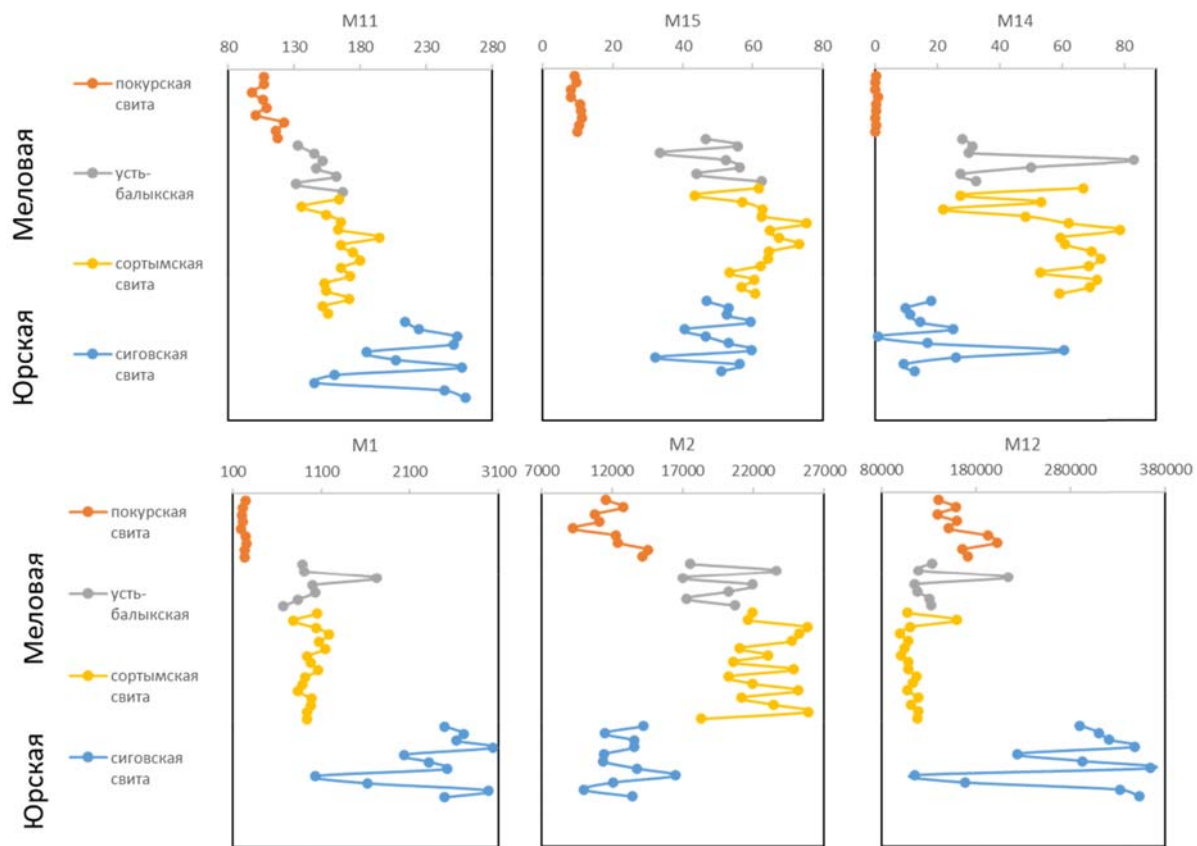 M11
M15
M14
80 130 180 230 280
0 20 40 60 80
0 20 40 60 80
Меловая
Юрская
покурская
свита
усть-
балыкская
сортымская
свита
сиговская
свита
M1
M2
M12
100 1100 2100 3100
7000 12000 17000 22000 27000
80000 180000 280000 380000
Меловая
Юрская
покурская
свита
усть-
балыкская
сортымская
свита
сиговская
свита